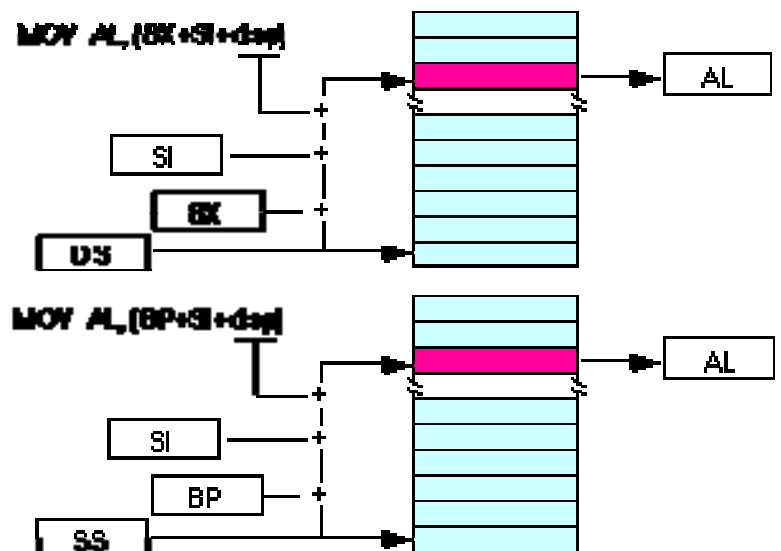 MOV AL,[BX+SI+disp]
AL
+
SI
+
BX
+
DS
MOV AL,[BP+SI+disp]
AL
+
SI
+
BP
+
SS